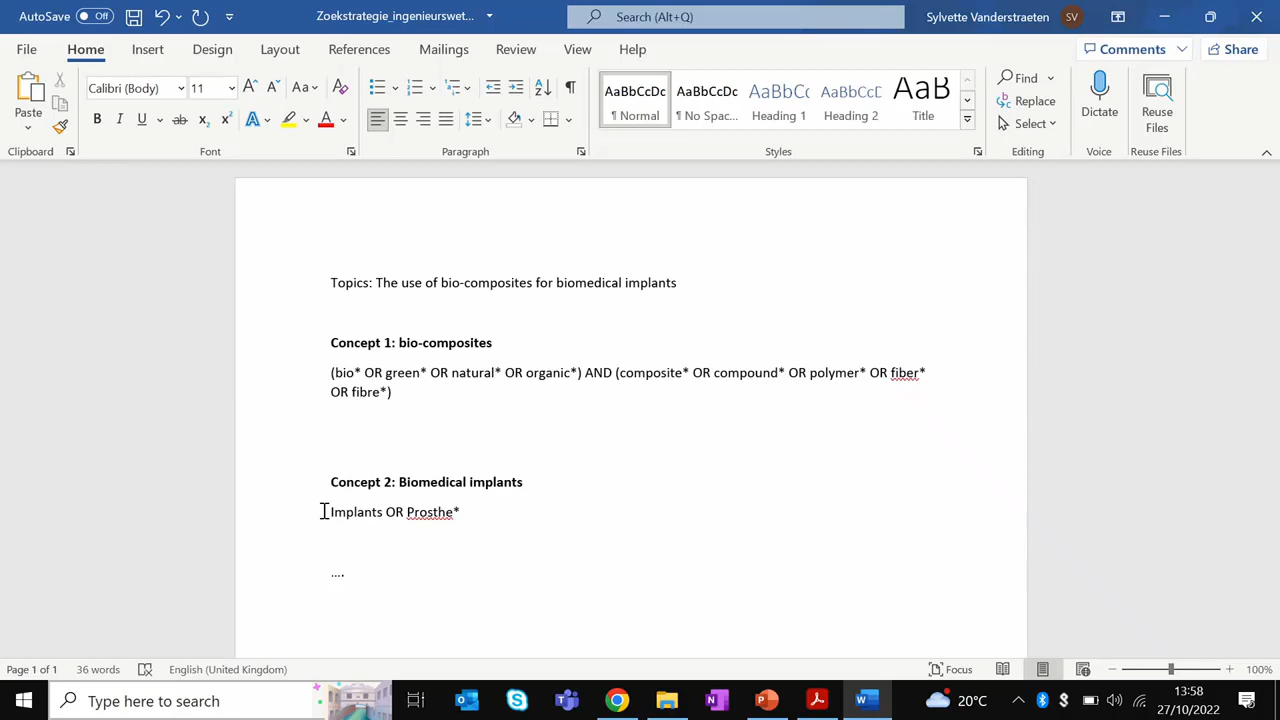 AutoSave Off Zoekstrategie_ingenieurswet... Search (Alt+Q) Sylvette Vanderstraeten SV
File Home Insert Design Layout References Mailings Review View Help Comments Share
Paste Calibri (Body) 11 Aa AaBbCcDc AaBbCcDc AaBbCc AaBbCcD AaB Find Replace Select Dictate Reuse Files
B I U ab x₂ x² A A ¶ Normal ¶ No Spac... Heading 1 Heading 2 Title
Clipboard Font Paragraph Styles Editing Voice Reuse Files
Topics: The use of bio-composites for biomedical implants
Concept 1: bio-composites
(bio* OR green* OR natural* OR organic*) AND (composite* OR compound* OR polymer* OR fiber*
OR fibre*)
Concept 2: Biomedical implants
Implants OR Prosthe*
....
Page 1 of 1 36 words English (United Kingdom) Focus 100%
Type here to search 20°C 13:58
27/10/2022